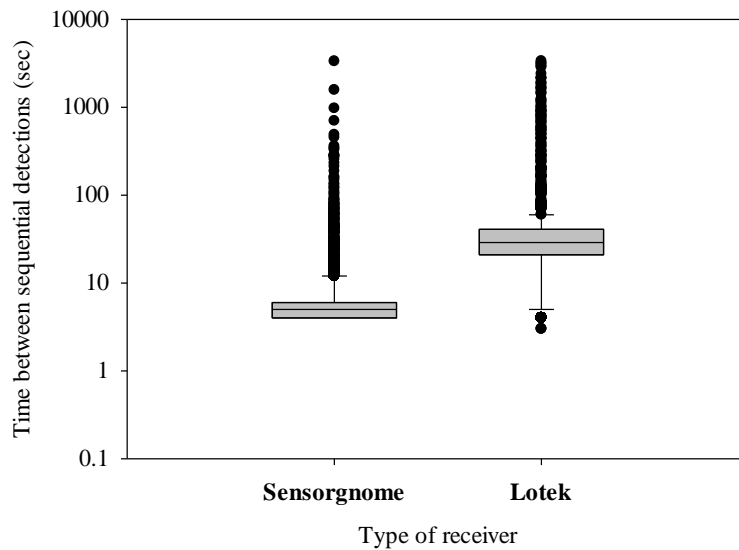 Time between sequential detections (sec)
10000
1000
100
10
1
0.1
Sensorgnome Lotek
Type of receiver